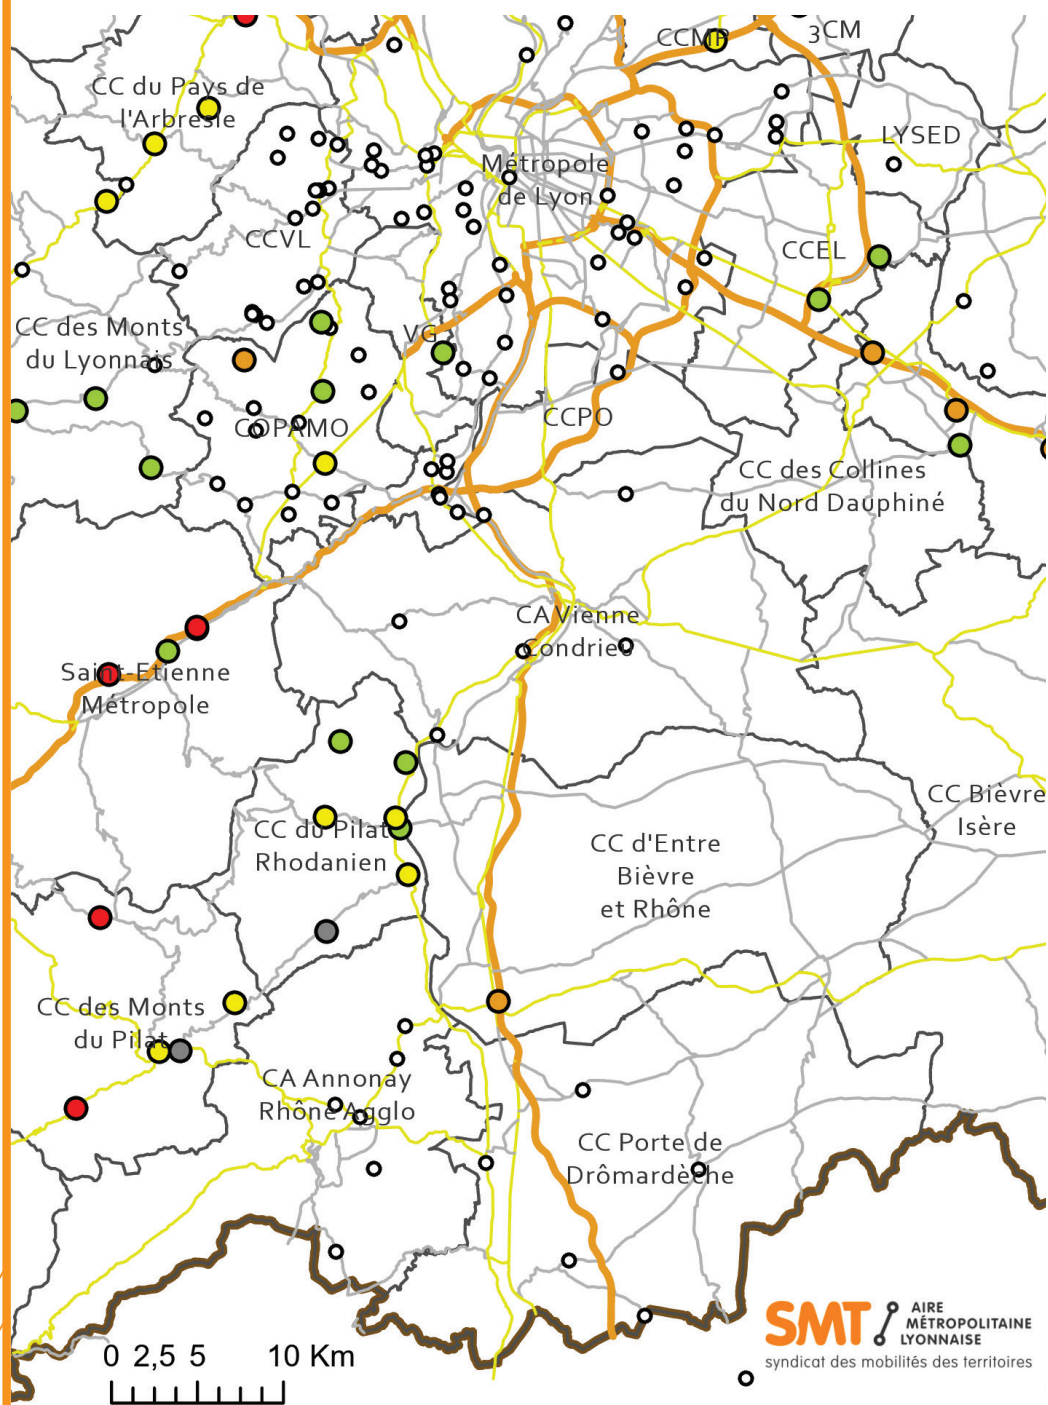 CCMP
3CM
CC du Pays de
l'Arbresle
LYSED
Métropole
de Lyon
CCVL
CCEL
CC des Monts
du Lyonnais
VG
COPAMO
CCPO
CC des Collines
du Nord Dauphiné
CA Vienne
Condrieu
Saint-Etienne
Métropole
CC Bièvre
Isère
CC du Pilat
Rhodanien
CC d'Entre
Bièvre
et Rhône
CC des Monts
du Pilat
CA Annonay
Rhône Agglo
CC Porte de
Drômardèche
SMT AIRE
MÉTROPOLITAINE
LYONNAISE
syndicat des mobilités des territoires
0 2,5 5 10 Km